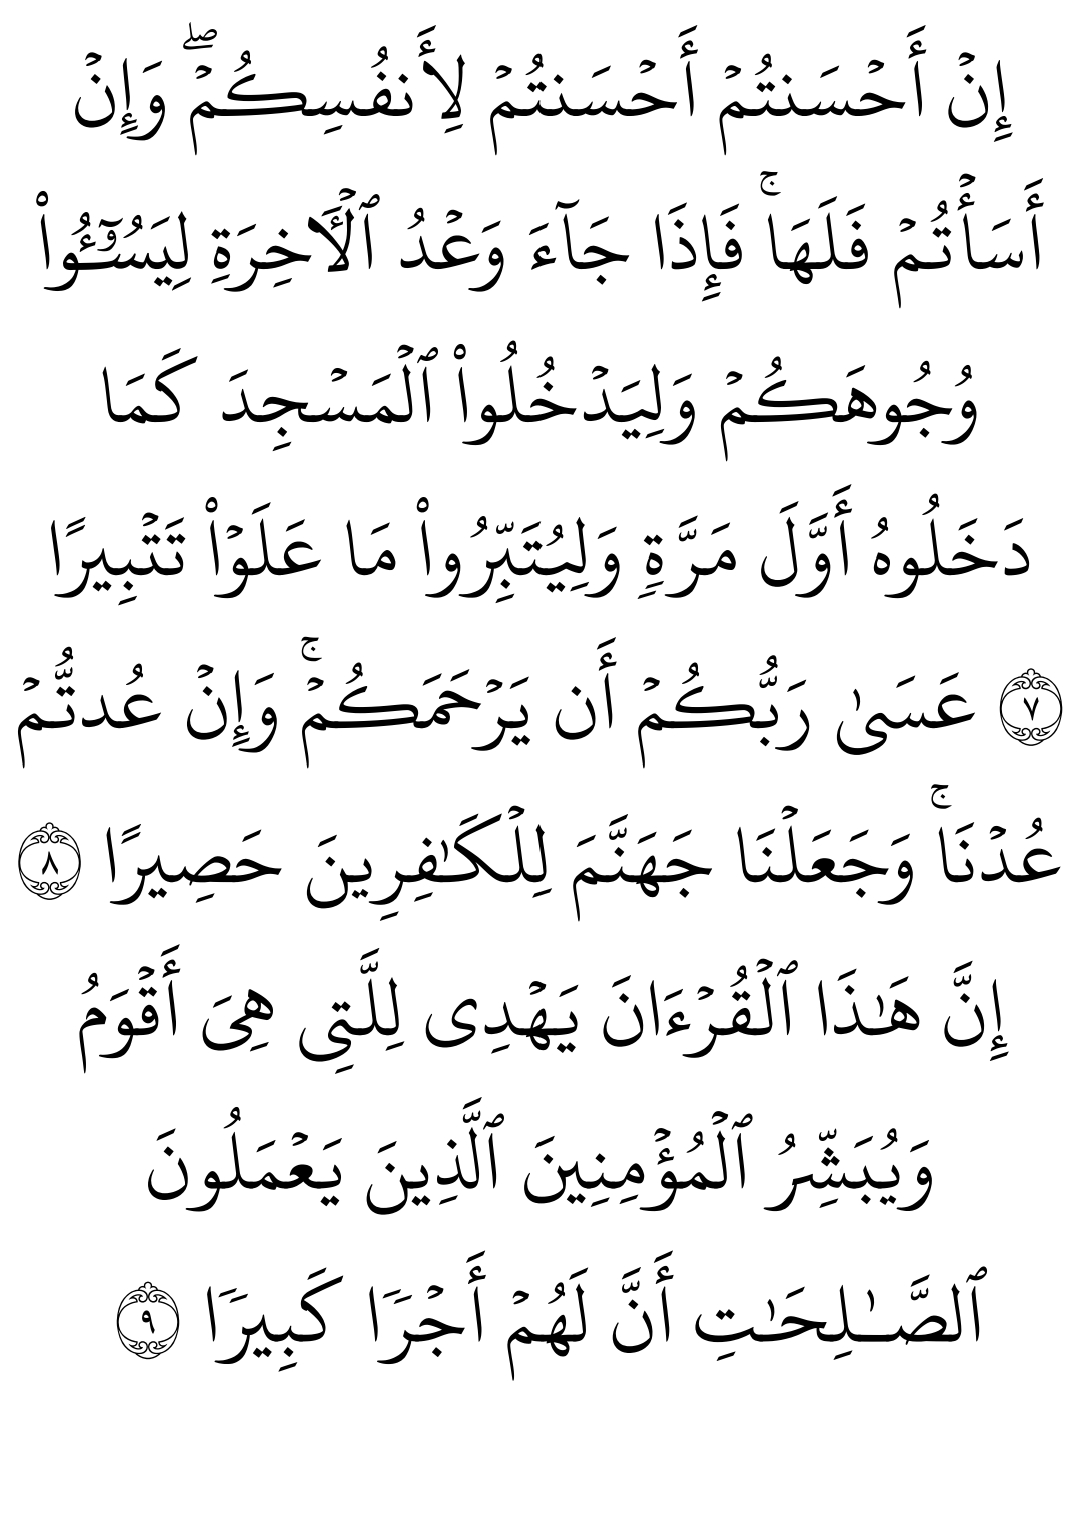 إِنۡ أَحۡسَنتُمۡ أَحۡسَنتُمۡ لِأَنفُسِكُمۡۖ وَإِنۡ
أَسَأۡتُمۡ فَلَهَاۚ فَإِذَا جَآءَ وَعۡدُ ٱلۡأٓخِرَةِ لِيَسُـֳٔوا۟
وُجُوهَكُمۡ وَلِيَدۡخُلُوا۟ ٱلۡمَسۡجِدَ كَمَا
دَخَلُوهُ أَوَّلَ مَرَّةٖ وَلِيُتَبِّرُوا۟ مَا عَلَوۡا۟ تَتۡبِيرًا
٧ عَسَىٰ رَبُّكُمۡ أَن يَرۡحَمَكُمۡۚ وَإِنۡ عُدتُّمۡ
عُدۡنَاۚ وَجَعَلۡنَا جَهَنَّمَ لِلۡكَـٰفِرِينَ حَصِيرًا ٨
إِنَّ هَـٰذَا ٱلۡقُرۡءَانَ يَهۡدِى لِلَّتِى هِىَ أَقۡوَمُ
وَيُبَشِّرُ ٱلۡمُؤۡمِنِينَ ٱلَّذِينَ يَعۡمَلُونَ
ٱلصَّـٰلِحَـٰتِ أَنَّ لَهُمۡ أَجۡرٗا كَبِيرٗا ٩